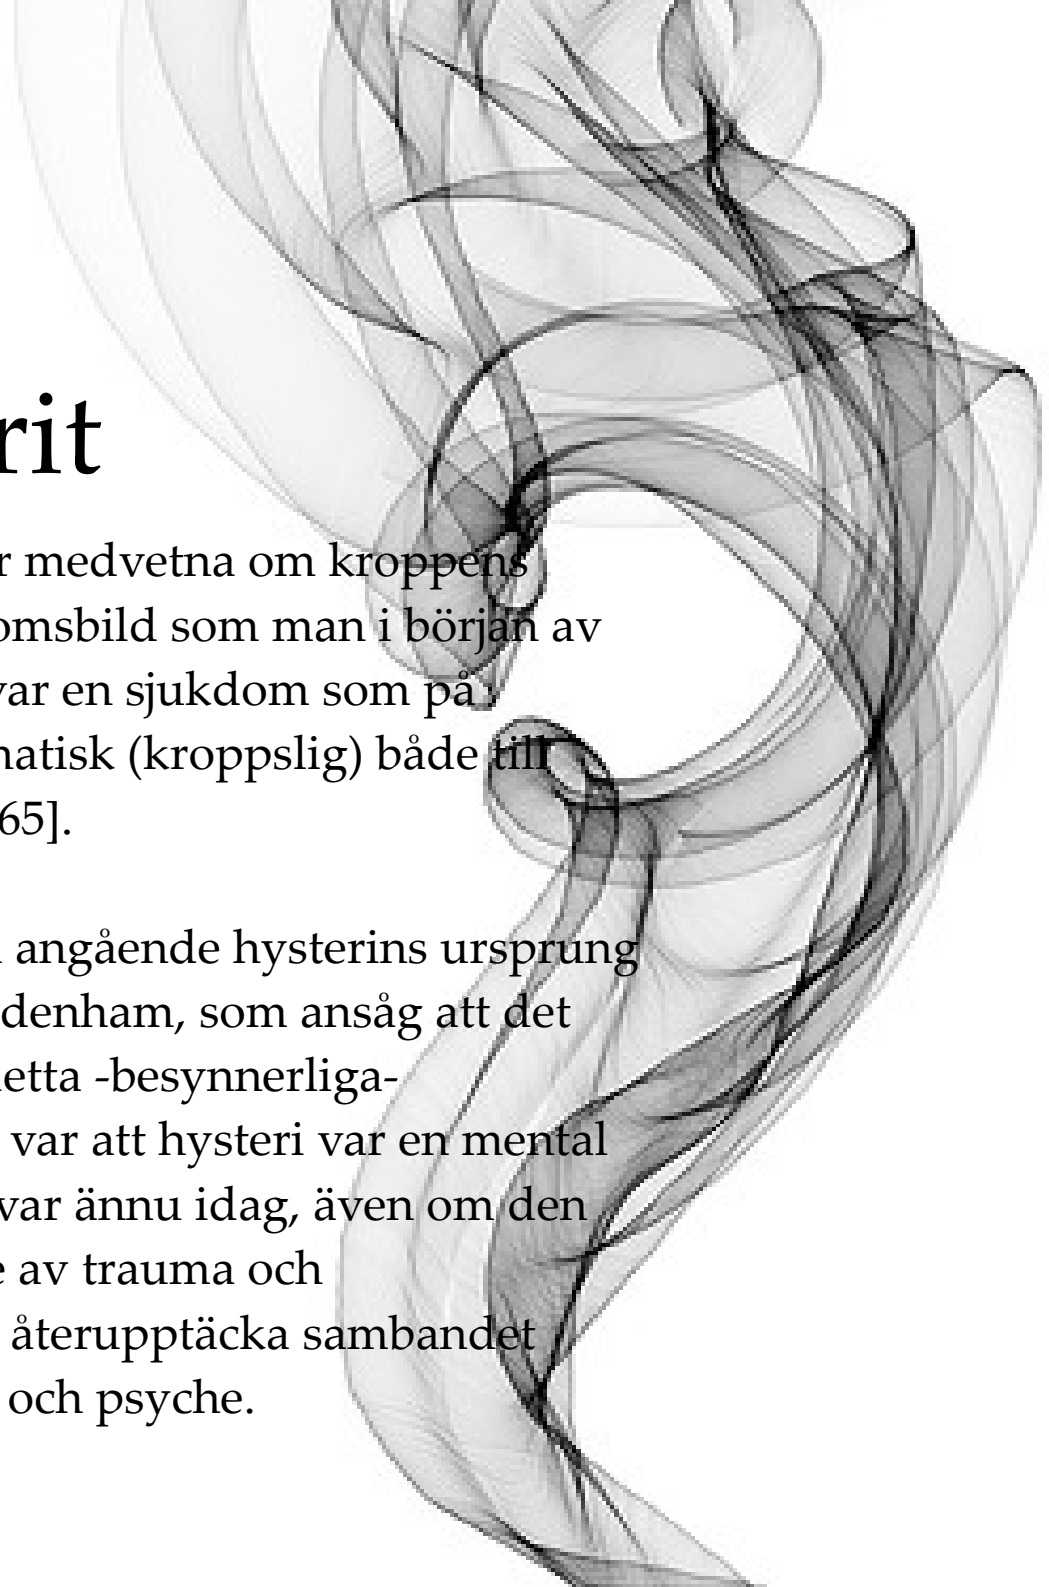 rit
r medvetna om kroppens
omsbild som man i början av
var en sjukdom som på
natisk (kroppslig) både till
65].
angående hysterins ursprung
denham, som ansåg att det
letta -besynnerliga-
var att hysteri var en mental
var ännu idag, även om den
e av trauma och
återupptäcka sambandet
och psyche.